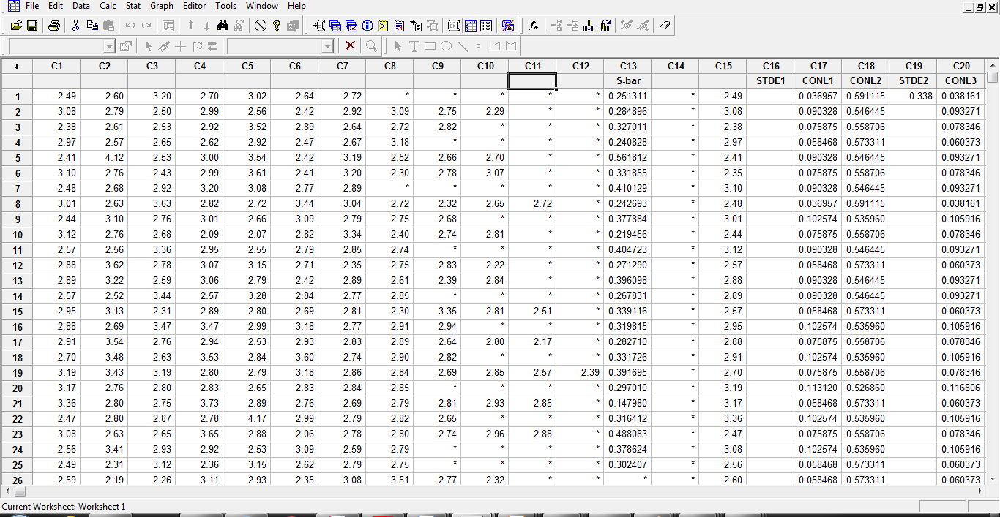 File Edit Data Calc Stat Graph Editor Tools Window Help
↓ C1 C2 C3 C4 C5 C6 C7 C8 C9 C10 C11 C12 C13 C14 C15 C16 C17 C18 C19 C20
S-bar STDE1 CONL1 CONL2 STDE2 CONL3
1 2.49 2.60 3.20 2.70 3.02 2.64 2.72 * * * * * 0.251311 * 2.49 0.036957 0.591115 0.338 0.038161
2 3.08 2.79 2.50 2.99 2.56 2.42 2.92 3.09 2.75 2.29 * * 0.284896 * 3.08 0.090328 0.546445 0.093271
3 2.38 2.61 2.53 2.92 3.52 2.89 2.64 2.72 2.82 * * * 0.327011 * 2.38 0.075875 0.558706 0.078346
4 2.97 2.57 2.65 2.62 2.92 2.47 2.67 3.18 * * * * 0.240828 * 2.97 0.058468 0.573311 0.060373
5 2.41 4.12 2.53 3.00 3.54 2.42 3.19 2.52 2.66 2.70 * * 0.561812 * 2.41 0.090328 0.546445 0.093271
6 3.10 2.76 2.43 2.99 3.61 2.41 3.20 2.30 2.78 3.07 * * 0.331855 * 2.35 0.075875 0.558706 0.078346
7 2.48 2.68 2.92 3.20 3.08 2.77 2.89 * * * * * 0.410129 * 3.10 0.090328 0.546445 0.093271
8 3.01 2.63 3.63 2.82 2.72 3.44 3.04 2.72 2.32 2.65 2.72 * 0.242693 * 2.48 0.036957 0.591115 0.038161
9 2.44 3.10 2.76 3.01 2.66 3.09 2.79 2.75 2.68 * * * 0.377884 * 3.01 0.102574 0.535960 0.105916
10 3.12 2.76 2.68 2.09 2.07 2.82 3.34 2.40 2.74 2.81 * * 0.219456 * 2.44 0.075875 0.558706 0.078346
11 2.57 2.56 3.36 2.95 2.55 2.79 2.85 2.74 * * * * 0.404723 * 3.12 0.090328 0.546445 0.093271
12 2.88 3.62 2.78 3.07 3.15 2.71 2.35 2.75 2.83 2.22 * * 0.271290 * 2.57 0.058468 0.573311 0.060373
13 2.89 3.22 2.59 3.06 2.79 2.42 2.89 2.61 2.39 2.84 * * 0.396098 * 2.88 0.090328 0.546445 0.093271
14 2.57 2.52 3.44 2.57 3.28 2.84 2.77 2.85 * * * * 0.267831 * 2.89 0.090328 0.546445 0.093271
15 2.95 3.13 2.31 2.89 2.80 2.69 2.81 2.30 3.35 2.81 2.51 * 0.339116 * 2.57 0.058468 0.573311 0.060373
16 2.88 2.69 3.47 3.47 2.99 3.18 2.77 2.91 2.94 * * * 0.319815 * 2.95 0.102574 0.535960 0.105916
17 2.91 3.54 2.76 2.94 2.53 2.93 2.83 2.89 2.64 2.80 2.17 * 0.282710 * 2.88 0.075875 0.558706 0.078346
18 2.70 3.48 2.63 3.53 2.84 3.60 2.74 2.90 2.82 * * * 0.331726 * 2.91 0.102574 0.535960 0.105916
19 3.19 3.43 3.19 2.80 2.79 3.18 2.86 2.84 2.69 2.85 2.57 2.39 0.391695 * 2.70 0.075875 0.558706 0.078346
20 3.17 2.76 2.80 2.83 2.65 2.83 2.84 2.85 * * * * 0.297010 * 3.19 0.113120 0.526860 0.116806
21 3.36 2.80 2.75 3.73 2.89 2.76 2.69 2.79 2.81 2.93 2.85 * 0.147980 * 3.17 0.058468 0.573311 0.060373
22 2.47 2.80 2.87 2.78 4.17 2.99 2.79 2.82 2.65 * * * 0.316412 * 3.36 0.102574 0.535960 0.105916
23 3.08 2.63 2.65 3.65 2.88 2.06 2.78 2.80 2.74 2.96 2.88 * 0.488083 * 2.47 0.075875 0.558706 0.078346
24 2.56 3.41 2.93 2.92 2.53 3.09 2.59 2.79 * * * * 0.378624 * 3.08 0.102574 0.535960 0.105916
25 2.49 2.31 3.12 2.36 3.15 2.62 2.79 2.75 * * * * 0.302407 * 2.56 0.058468 0.573311 0.060373
26 2.59 2.19 2.26 3.11 2.93 2.35 3.08 3.51 2.77 2.32 * * * * 2.60 0.058468 0.573311 0.060373
Current Worksheet: Worksheet 1